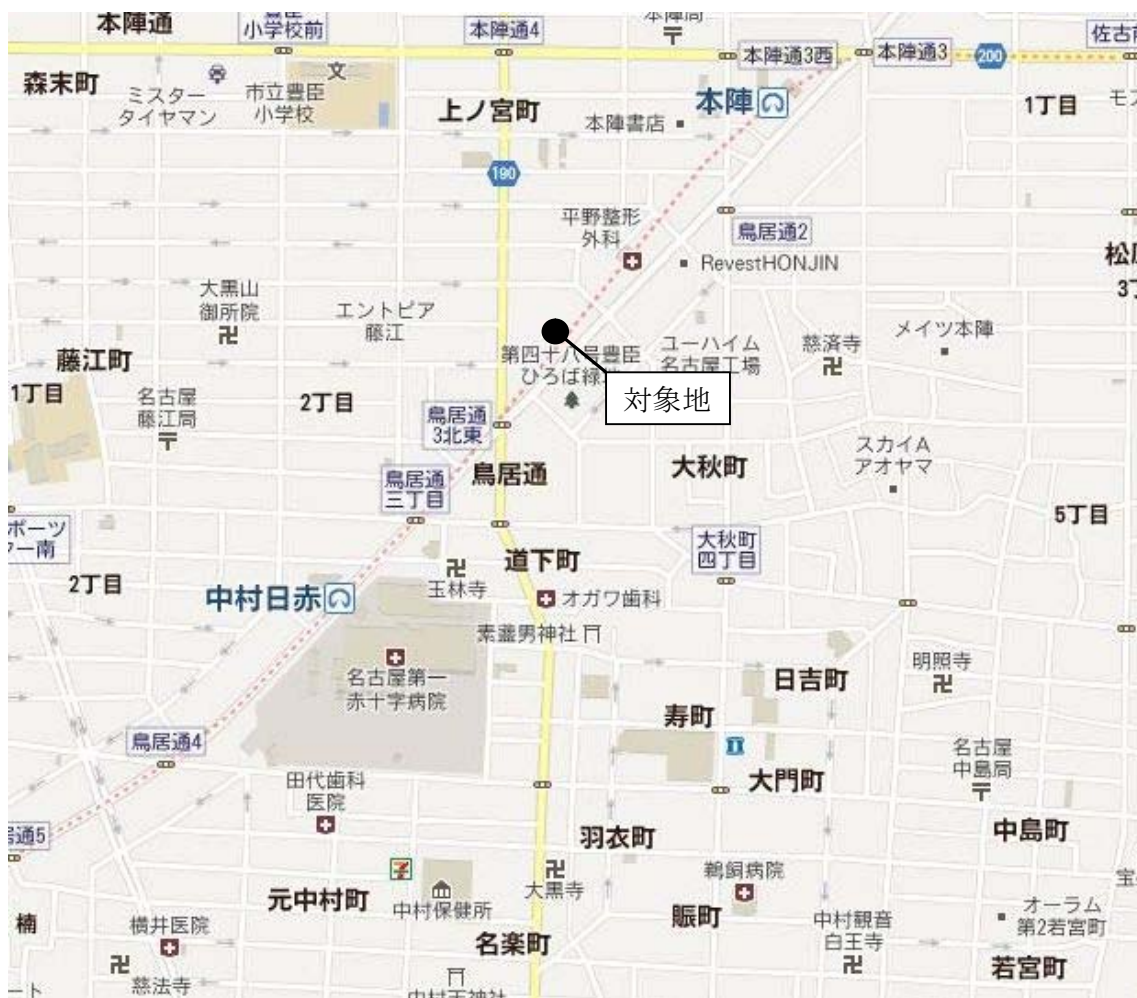 本陣通
豊臣
小学校前
本陣通4
本陣局
本陣通3西
本陣通3
200
森末町
ミスター
タイヤマン
市立豊臣
小学校
文
上ノ宮町
本陣書店
本陣
1丁目
190
平野整形
外科
鳥居通2
RevestHONJIN
大黒山
御所院
エントピア
藤江
第四十八号豊臣
ひろば緑
ユーハイム
名古屋工場
慈済寺
メイツ本陣
藤江町
1丁目
名古屋
藤江局
2丁目
対象地
鳥居通
3北東
鳥居通
大秋町
スカイA
アオヤマ
鳥居通
三丁目
5丁目
2丁目
道下町
大秋町
四丁目
中村日赤
玉林寺
オガワ歯科
素盞男神社
名古屋第一
赤十字病院
日吉町
明照寺
寿町
鳥居通4
大門町
名古屋
中島局
田代歯科
医院
羽衣町
中島町
大黒寺
鵜飼病院
元中村町
中村保健所
賑町
オーラム
第2若宮町
楠
横井医院
名楽町
中村観音
白王寺
若宮町
慈法寺